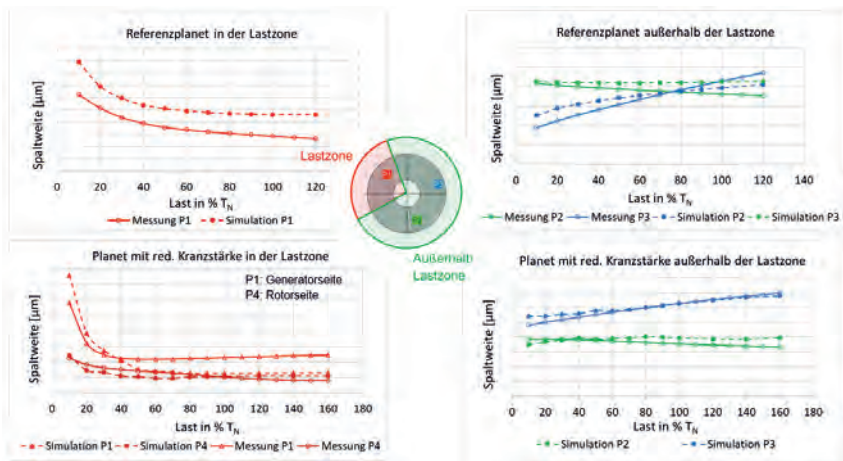 Referenzplanet in der Lastzone
Spaltweite [µm]
0 20 40 60 80 100 120
Last in % T_N
Messung P1 Simulation P1
Lastzone
Außerhalb
Lastzone
Referenzplanet außerhalb der Lastzone
Spaltweite [µm]
0 20 40 60 80 100 120 140
Last in % T_N
Messung P2 Messung P3 Simulation P2 Simulation P3
Planet mit red. Kranzstärke in der Lastzone
P1: Generatorseite
P4: Rotorseite
Spaltweite [µm]
0 20 40 60 80 100 120 140 160 180
Last in % T_N
Simulation P1 Simulation P4 Messung P1 Messung P4
Planet mit red. Kranzstärke außerhalb der Lastzone
Spaltweite [µm]
0 20 40 60 80 100 120 140 160 180
Last in % T_N
Simulation P2 Simulation P3